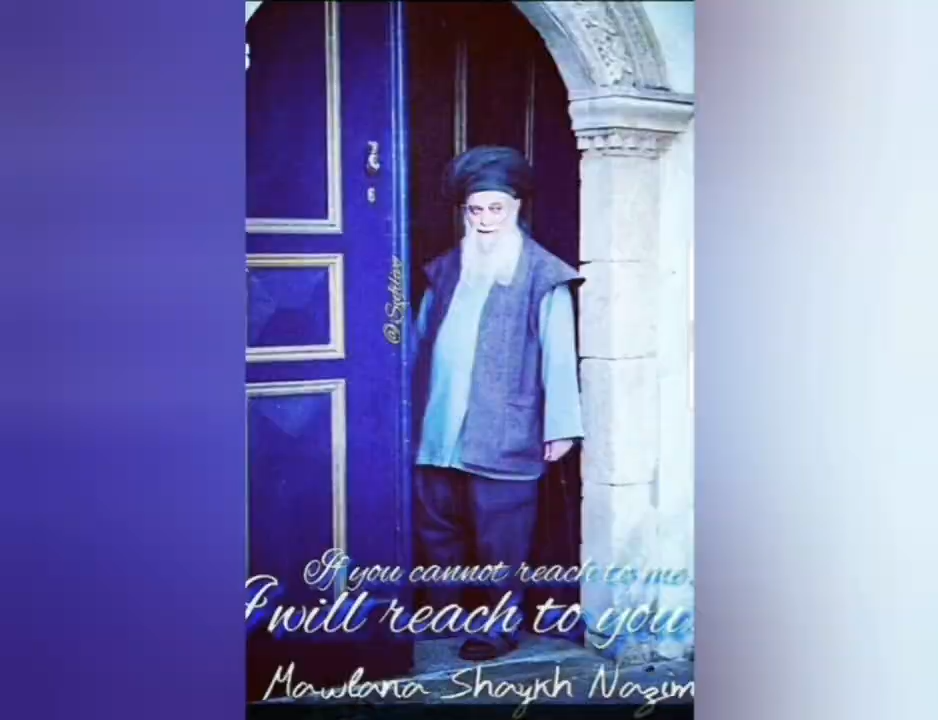 If you cannot reach to me.
I will reach to you.
Mawlana Shaykh Nazim